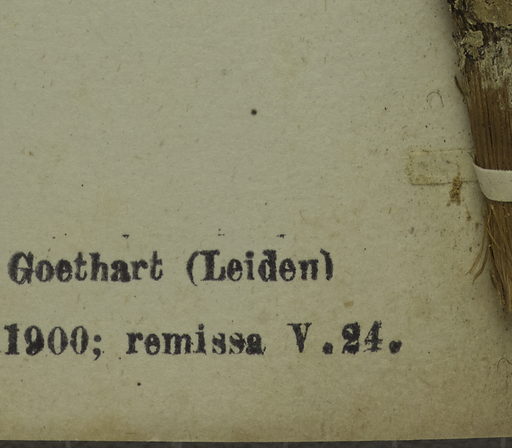 Goethart (Leiden)
1900; remissa V.24.